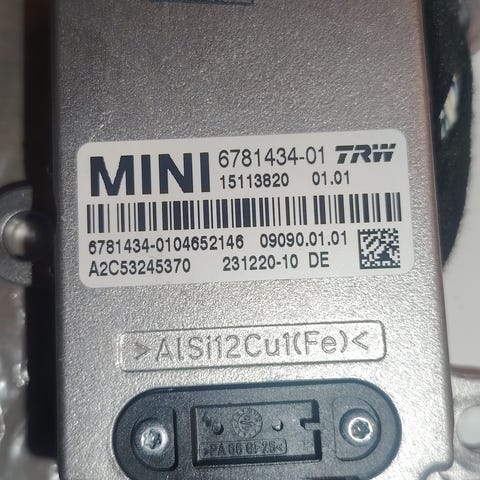 MINI 6781434-01 TRW
15113820 01.01
6781434-0104652146 09090.01.01
A2C53245370 231220-10 DE
>AlSi12Cu1(Fe)<